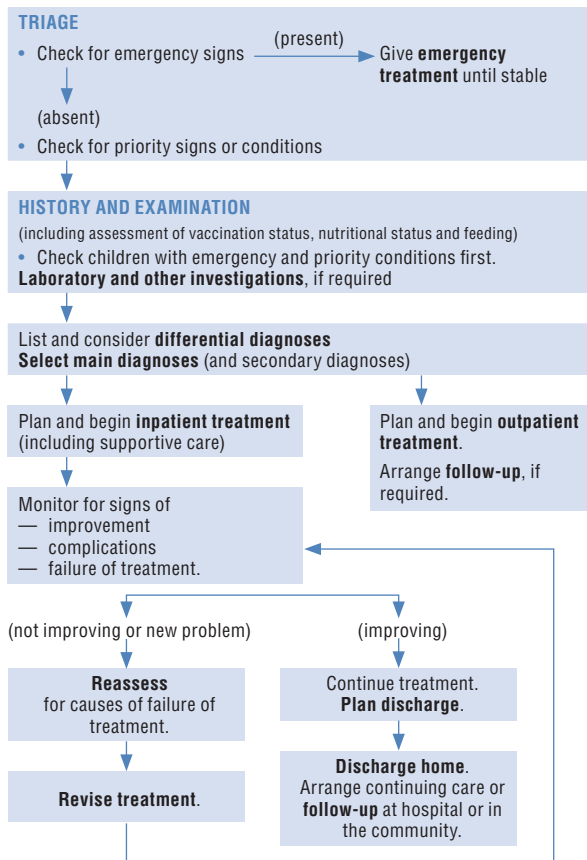 TRIAGE
• Check for emergency signs
(present)
Give emergency
treatment until stable
(absent)
• Check for priority signs or conditions
HISTORY AND EXAMINATION
(including assessment of vaccination status, nutritional status and feeding)
• Check children with emergency and priority conditions first.
Laboratory and other investigations, if required
List and consider differential diagnoses
Select main diagnoses (and secondary diagnoses)
Plan and begin inpatient treatment
(including supportive care)
Plan and begin outpatient
treatment.
Arrange follow-up, if
required.
Monitor for signs of
— improvement
— complications
— failure of treatment.
(not improving or new problem)
(improving)
Reassess
for causes of failure of
treatment.
Continue treatment.
Plan discharge.
Revise treatment.
Discharge home.
Arrange continuing care or
follow-up at hospital or in
the community.